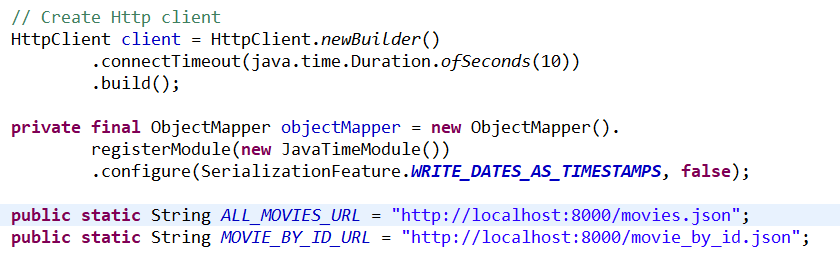 // Create Http client
HttpClient client = HttpClient.newBuilder()
.connectTimeout(java.time.Duration.ofSeconds(10))
.build();
private final ObjectMapper objectMapper = new ObjectMapper().
registerModule(new JavaTimeModule())
.configure(SerializationFeature.WRITE_DATES_AS_TIMESTAMPS, false);
public static String ALL_MOVIES_URL = "http://localhost:8000/movies.json";
public static String MOVIE_BY_ID_URL = "http://localhost:8000/movie_by_id.json";